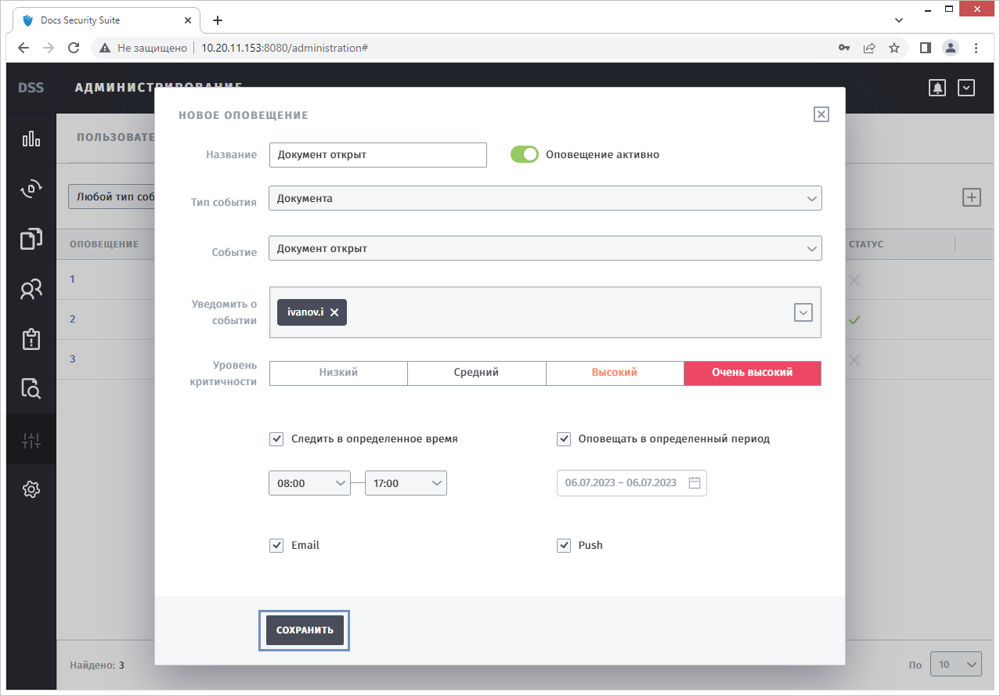 Docs Security Suite
Не защищено
10.20.11.153:8080/administration#
DSS
АДМИНИСТРИРОВАНИЕ
НОВОЕ ОПОВЕЩЕНИЕ
ПОЛЬЗОВАТЕ
Название
Документ открыт
Оповещение активно
Любой тип соб
Тип события
Документа
ОПОВЕЩЕНИЕ
СТАТУС
Событие
Документ открыт
1
Уведомить о
событии
ivanov.i
2
3
Уровень
критичности
Низкий
Средний
Высокий
Очень высокий
Следить в определенное время
Оповещать в определенный период
08:00
17:00
06.07.2023 ~ 06.07.2023
Email
Push
СОХРАНИТЬ
Найдено: 3
По
10